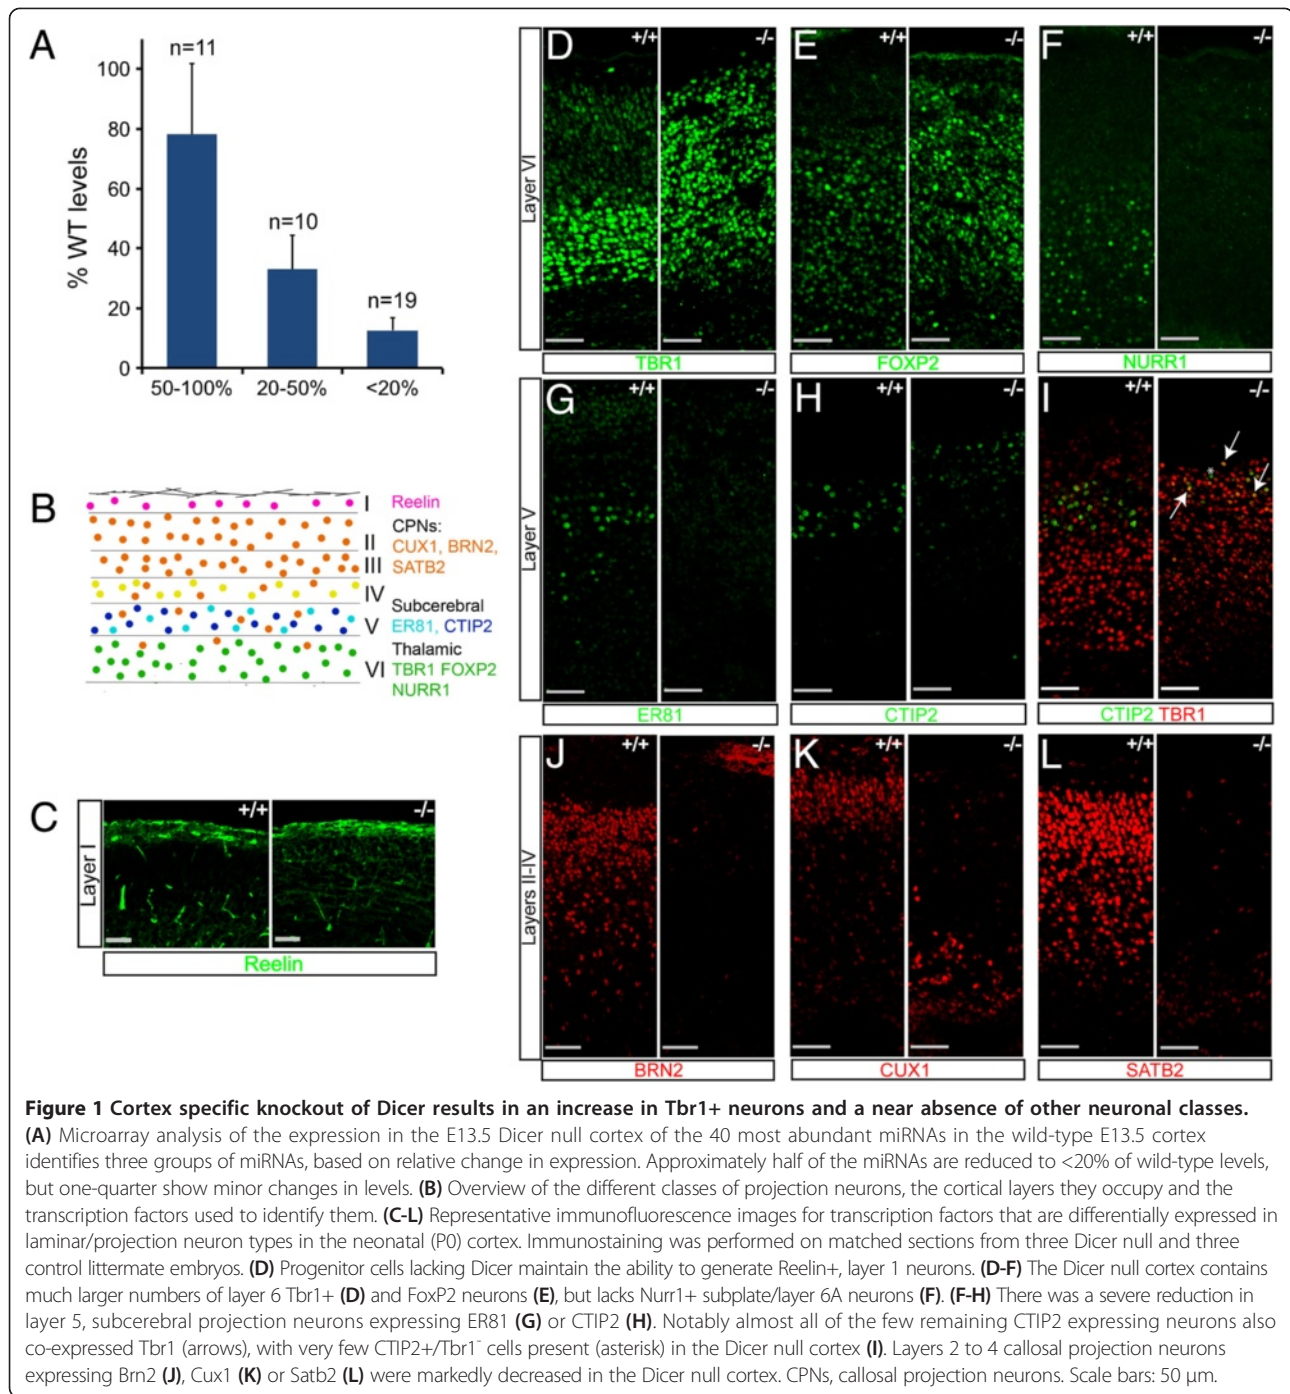 A
n=11
n=10
n=19
100
80
60
40
20
0
% WT levels
50-100%
20-50%
<20%
B
I Reelin
CPNs:
II CUX1, BRN2,
III SATB2
IV
Subcerebral
V ER81, CTIP2
Thalamic
VI TBR1 FOXP2
NURR1
C
Layer I
+/+
-/-
Reelin
Layer VI
D
+/+
-/-
TBR1
E
+/+
-/-
FOXP2
F
+/+
-/-
NURR1
Layer V
G
+/+
-/-
ER81
H
+/+
-/-
CTIP2
I
+/+
-/-
*
CTIP2 TBR1
Layers II-IV
J
+/+
-/-
BRN2
K
+/+
-/-
CUX1
L
+/+
-/-
SATB2
Figure 1 Cortex specific knockout of Dicer results in an increase in Tbr1+ neurons and a near absence of other neuronal classes.
(A) Microarray analysis of the expression in the E13.5 Dicer null cortex of the 40 most abundant miRNAs in the wild-type E13.5 cortex
identifies three groups of miRNAs, based on relative change in expression. Approximately half of the miRNAs are reduced to <20% of wild-type levels,
but one-quarter show minor changes in levels. (B) Overview of the different classes of projection neurons, the cortical layers they occupy and the
transcription factors used to identify them. (C-L) Representative immunofluorescence images for transcription factors that are differentially expressed in
laminar/projection neuron types in the neonatal (P0) cortex. Immunostaining was performed on matched sections from three Dicer null and three
control littermate embryos. (D) Progenitor cells lacking Dicer maintain the ability to generate Reelin+, layer 1 neurons. (D-F) The Dicer null cortex contains
much larger numbers of layer 6 Tbr1+ (D) and FoxP2 neurons (E), but lacks Nurr1+ subplate/layer 6A neurons (F). (F-H) There was a severe reduction in
layer 5, subcerebral projection neurons expressing ER81 (G) or CTIP2 (H). Notably almost all of the few remaining CTIP2 expressing neurons also
co-expressed Tbr1 (arrows), with very few CTIP2+/Tbr1⁻ cells present (asterisk) in the Dicer null cortex (I). Layers 2 to 4 callosal projection neurons
expressing Brn2 (J), Cux1 (K) or Satb2 (L) were markedly decreased in the Dicer null cortex. CPNs, callosal projection neurons. Scale bars: 50 μm.